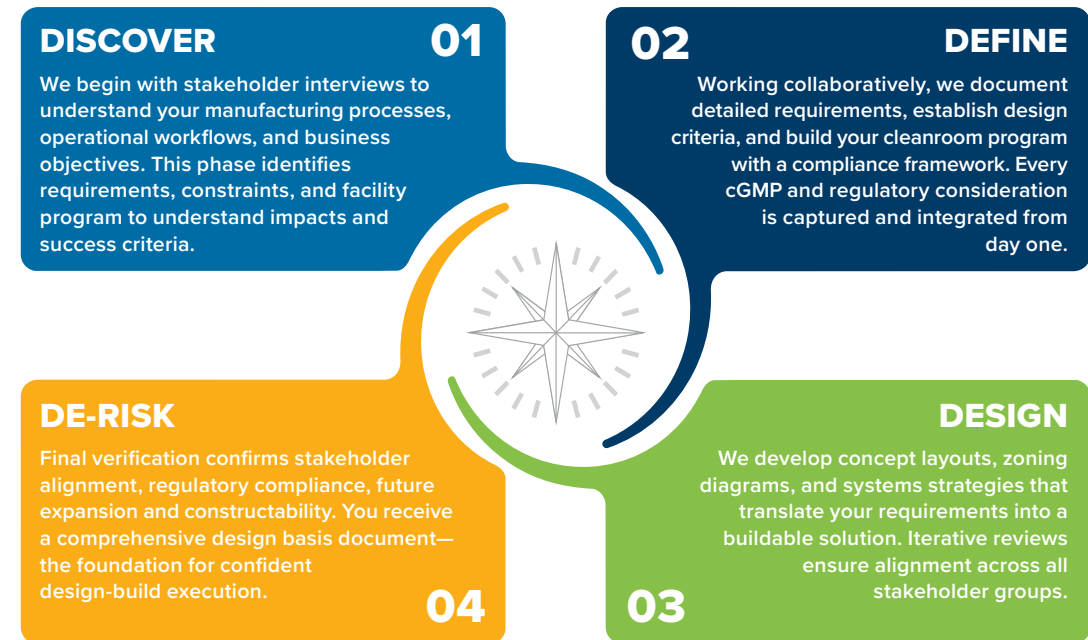 DISCOVER
01
We begin with stakeholder interviews to
understand your manufacturing processes,
operational workflows, and business
objectives. This phase identifies
requirements, constraints, and facility
program to understand impacts and
success criteria.
02
DEFINE
Working collaboratively, we document
detailed requirements, establish design
criteria, and build your cleanroom program
with a compliance framework. Every
cGMP and regulatory consideration
is captured and integrated from
day one.
DESIGN
We develop concept layouts, zoning
diagrams, and systems strategies that
translate your requirements into a
buildable solution. Iterative reviews
ensure alignment across all
stakeholder groups.
03
DE-RISK
Final verification confirms stakeholder
alignment, regulatory compliance, future
expansion and constructability. You receive
a comprehensive design basis document—
the foundation for confident
design-build execution.
04